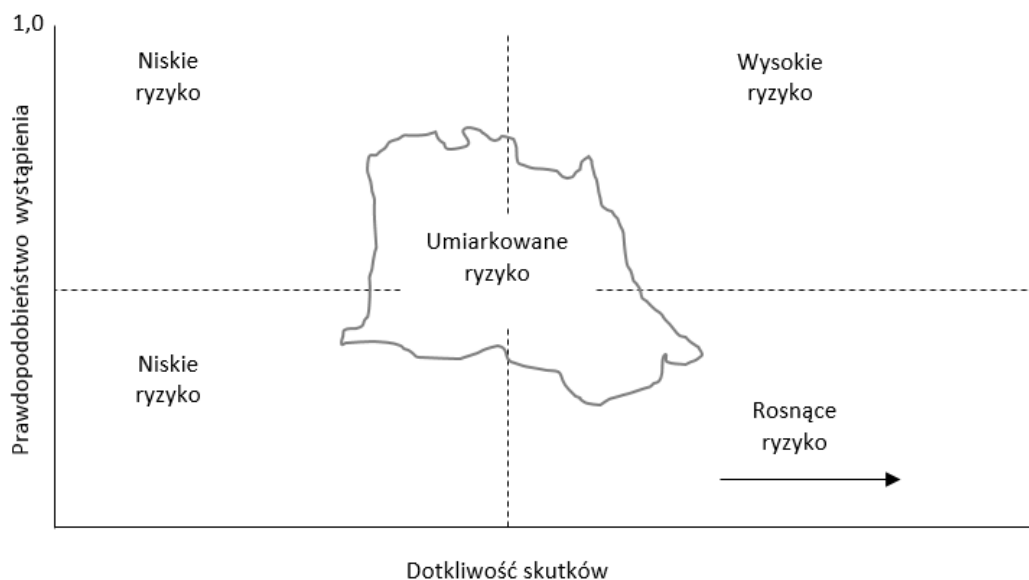 1,0
Niskie
ryzyko
Wysokie
ryzyko
Prawdopodobieństwo wystąpienia
Umiarkowane
ryzyko
Niskie
ryzyko
Rosnące
ryzyko
Dotkliwość skutków